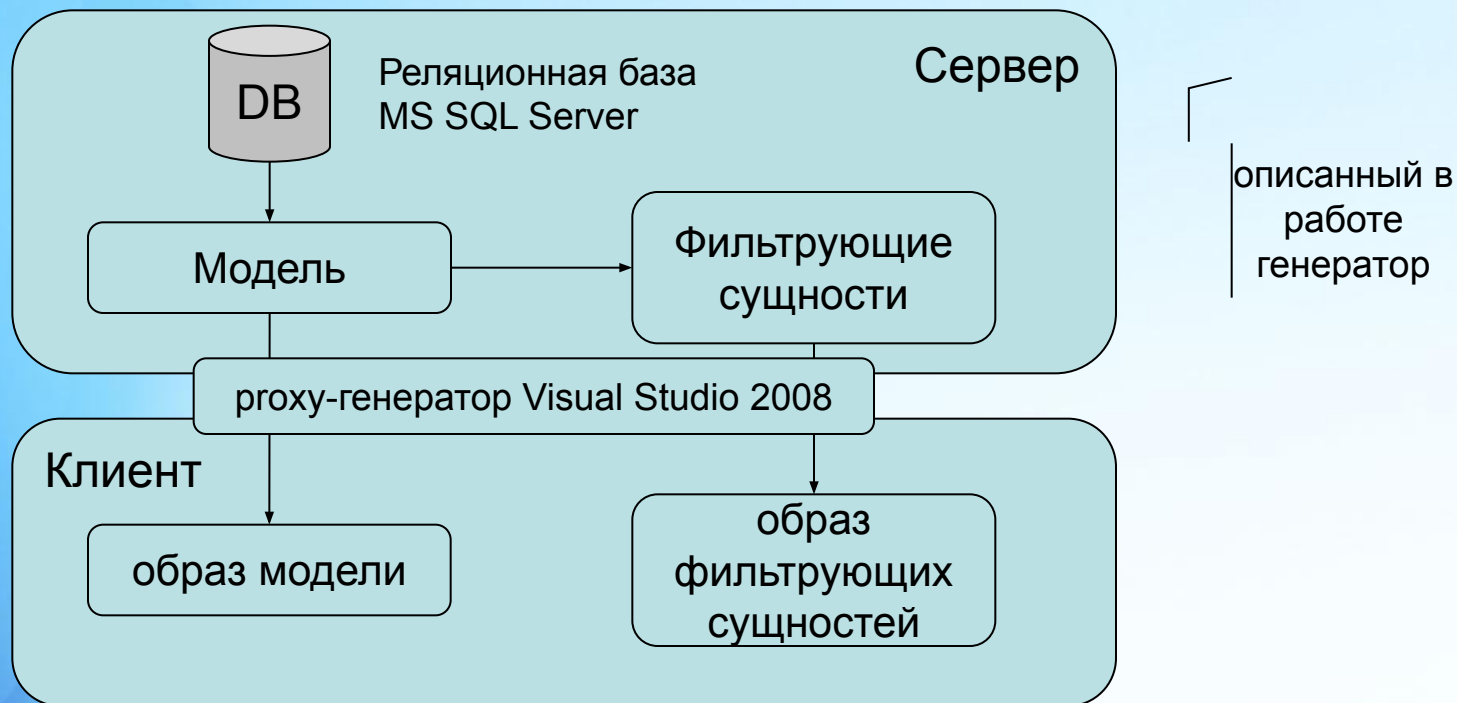 Сервер
DB
Реляционная база
MS SQL Server
Модель
Фильтрующие
сущности
описанный в
работе
генератор
proxy-генератор Visual Studio 2008
Клиент
образ модели
образ
фильтрующих
сущностей